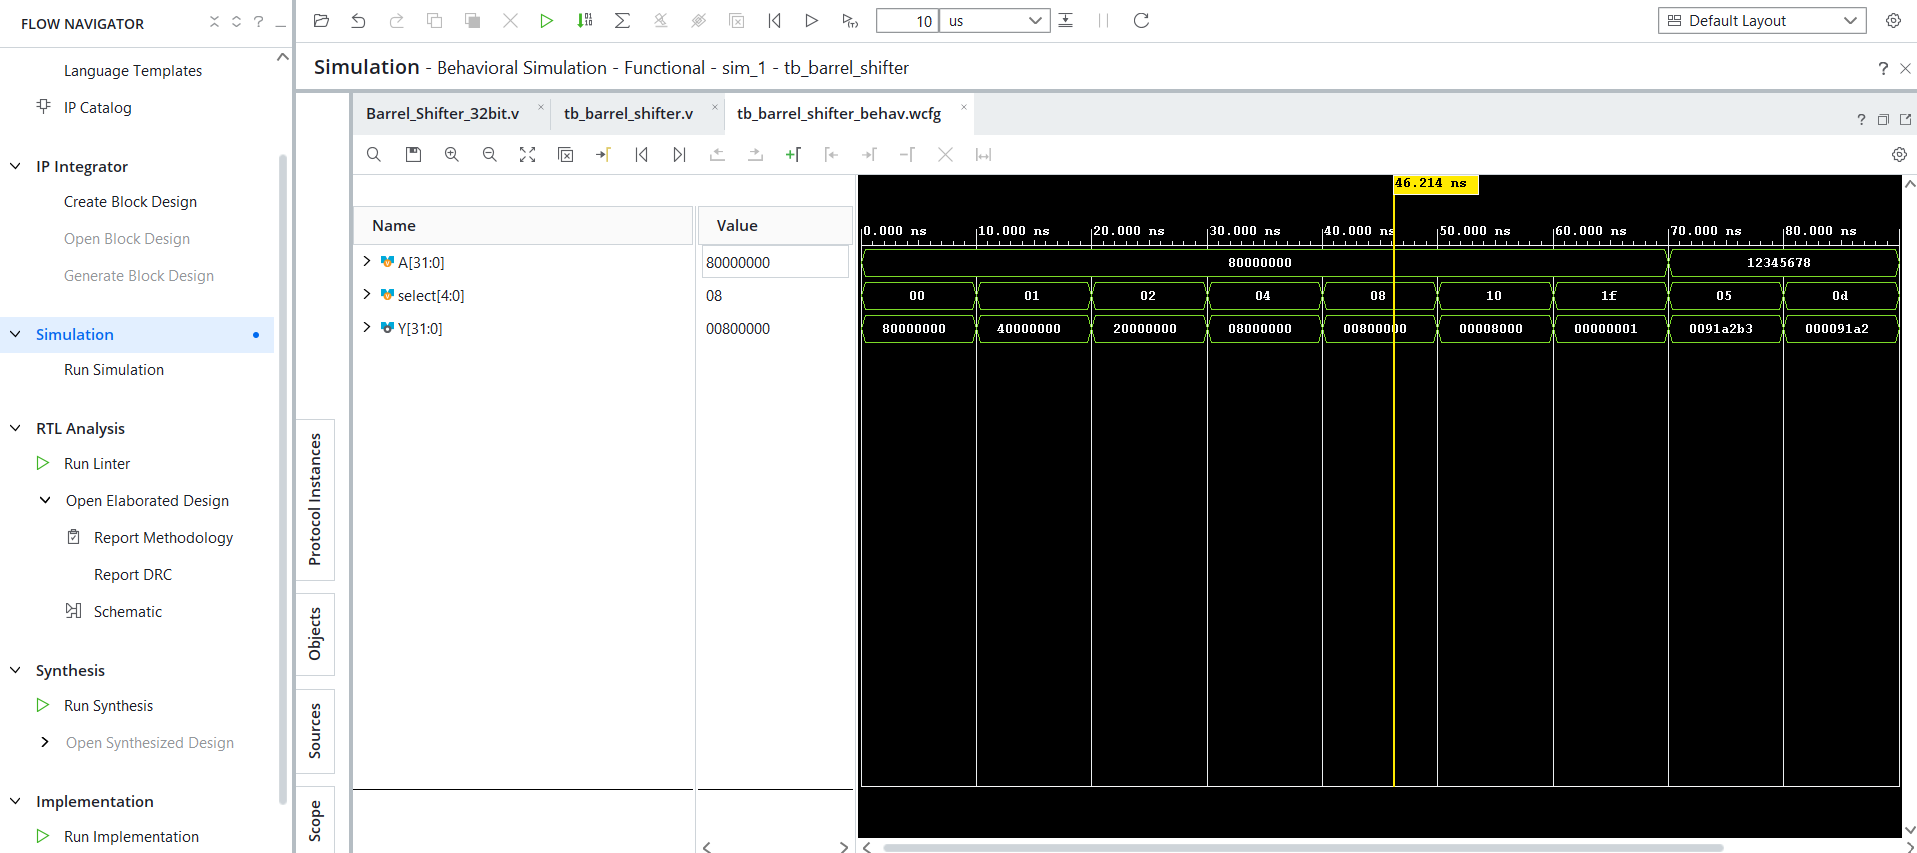 FLOW NAVIGATOR
?
10
us
Default Layout
Simulation - Behavioral Simulation - Functional - sim_1 - tb_barrel_shifter
?
Language Templates
IP Catalog
IP Integrator
Create Block Design
Open Block Design
Generate Block Design
Simulation
Run Simulation
RTL Analysis
Run Linter
Open Elaborated Design
Report Methodology
Report DRC
Schematic
Synthesis
Run Synthesis
Open Synthesized Design
Implementation
Run Implementation
Protocol Instances
Objects
Sources
Scope
Barrel_Shifter_32bit.v
tb_barrel_shifter.v
tb_barrel_shifter_behav.wcfg
?
Name Value
A[31:0] 80000000
select[4:0] 08
Y[31:0] 00800000
46.214 ns
0.000 ns 10.000 ns 20.000 ns 30.000 ns 40.000 ns 50.000 ns 60.000 ns 70.000 ns 80.000 ns
80000000 12345678
00 01 02 04 08 10 1f 05 0d
80000000 40000000 20000000 08000000 00800000 00008000 00000001 0091a2b3 000091a2